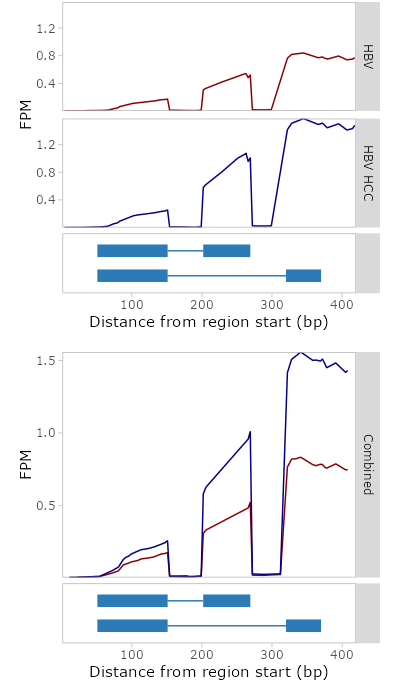 1.2
0.8
0.4
HBV
FPM
1.2
0.8
0.4
HBV HCC
100 200 300 400
Distance from region start (bp)
1.5
1.0
0.5
FPM
Combined
100 200 300 400
Distance from region start (bp)